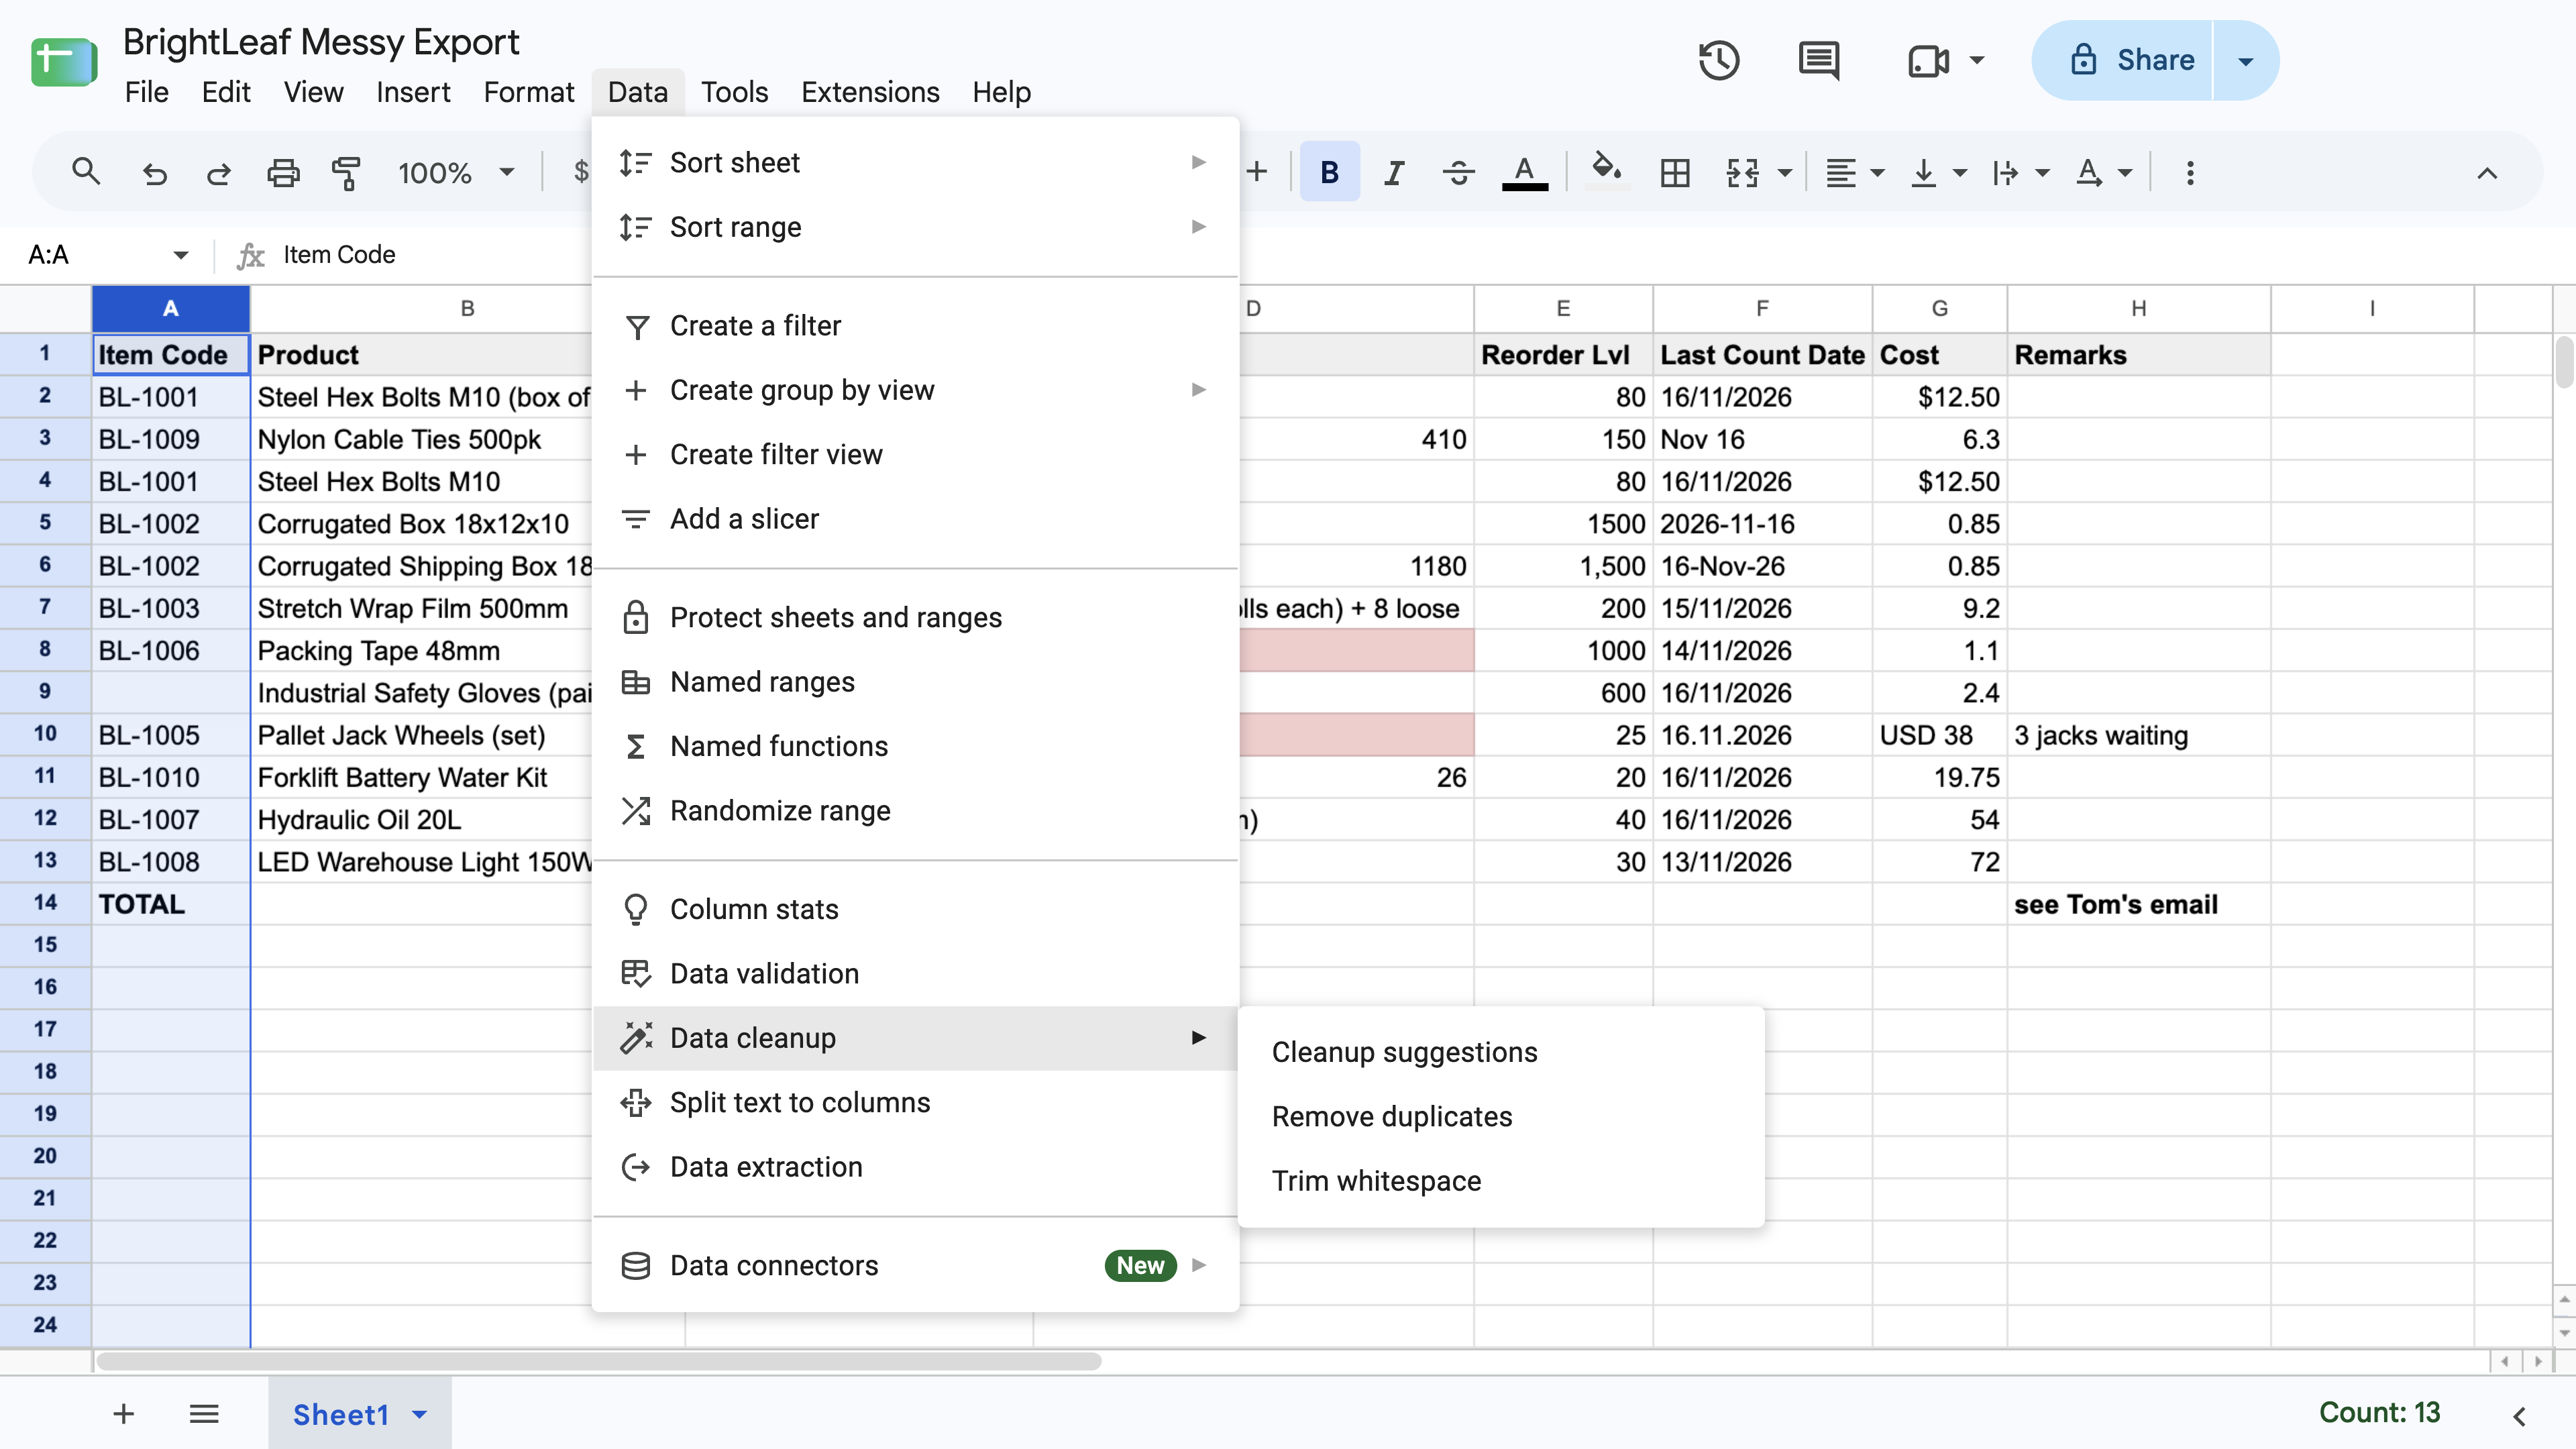 BrightLeaf Messy Export
File Edit View Insert Format Data Tools Extensions Help
Share
100% $ B I A A
A:A fx Item Code
A B D E F G H I
1 Item Code Product Reorder Lvl Last Count Date Cost Remarks
2 BL-1001 Steel Hex Bolts M10 (box of 80 16/11/2026 $12.50
3 BL-1009 Nylon Cable Ties 500pk 410 150 Nov 16 6.3
4 BL-1001 Steel Hex Bolts M10 80 16/11/2026 $12.50
5 BL-1002 Corrugated Box 18x12x10 1500 2026-11-16 0.85
6 BL-1002 Corrugated Shipping Box 18 1180 1,500 16-Nov-26 0.85
7 BL-1003 Stretch Wrap Film 500mm lls each) + 8 loose 200 15/11/2026 9.2
8 BL-1006 Packing Tape 48mm 1000 14/11/2026 1.1
9 Industrial Safety Gloves (pai 600 16/11/2026 2.4
10 BL-1005 Pallet Jack Wheels (set) 25 16.11.2026 USD 38 3 jacks waiting
11 BL-1010 Forklift Battery Water Kit 26 20 16/11/2026 19.75
12 BL-1007 Hydraulic Oil 20L 40 16/11/2026 54
13 BL-1008 LED Warehouse Light 150W 30 13/11/2026 72
14 TOTAL see Tom's email
15
16
17
18
19
20
21
22
23
24
Sort sheet
Sort range
Create a filter
Create group by view
Create filter view
Add a slicer
Protect sheets and ranges
Named ranges
Named functions
Randomize range
Column stats
Data validation
Data cleanup
Split text to columns
Data extraction
Data connectors New
Cleanup suggestions
Remove duplicates
Trim whitespace
Sheet1
Count: 13